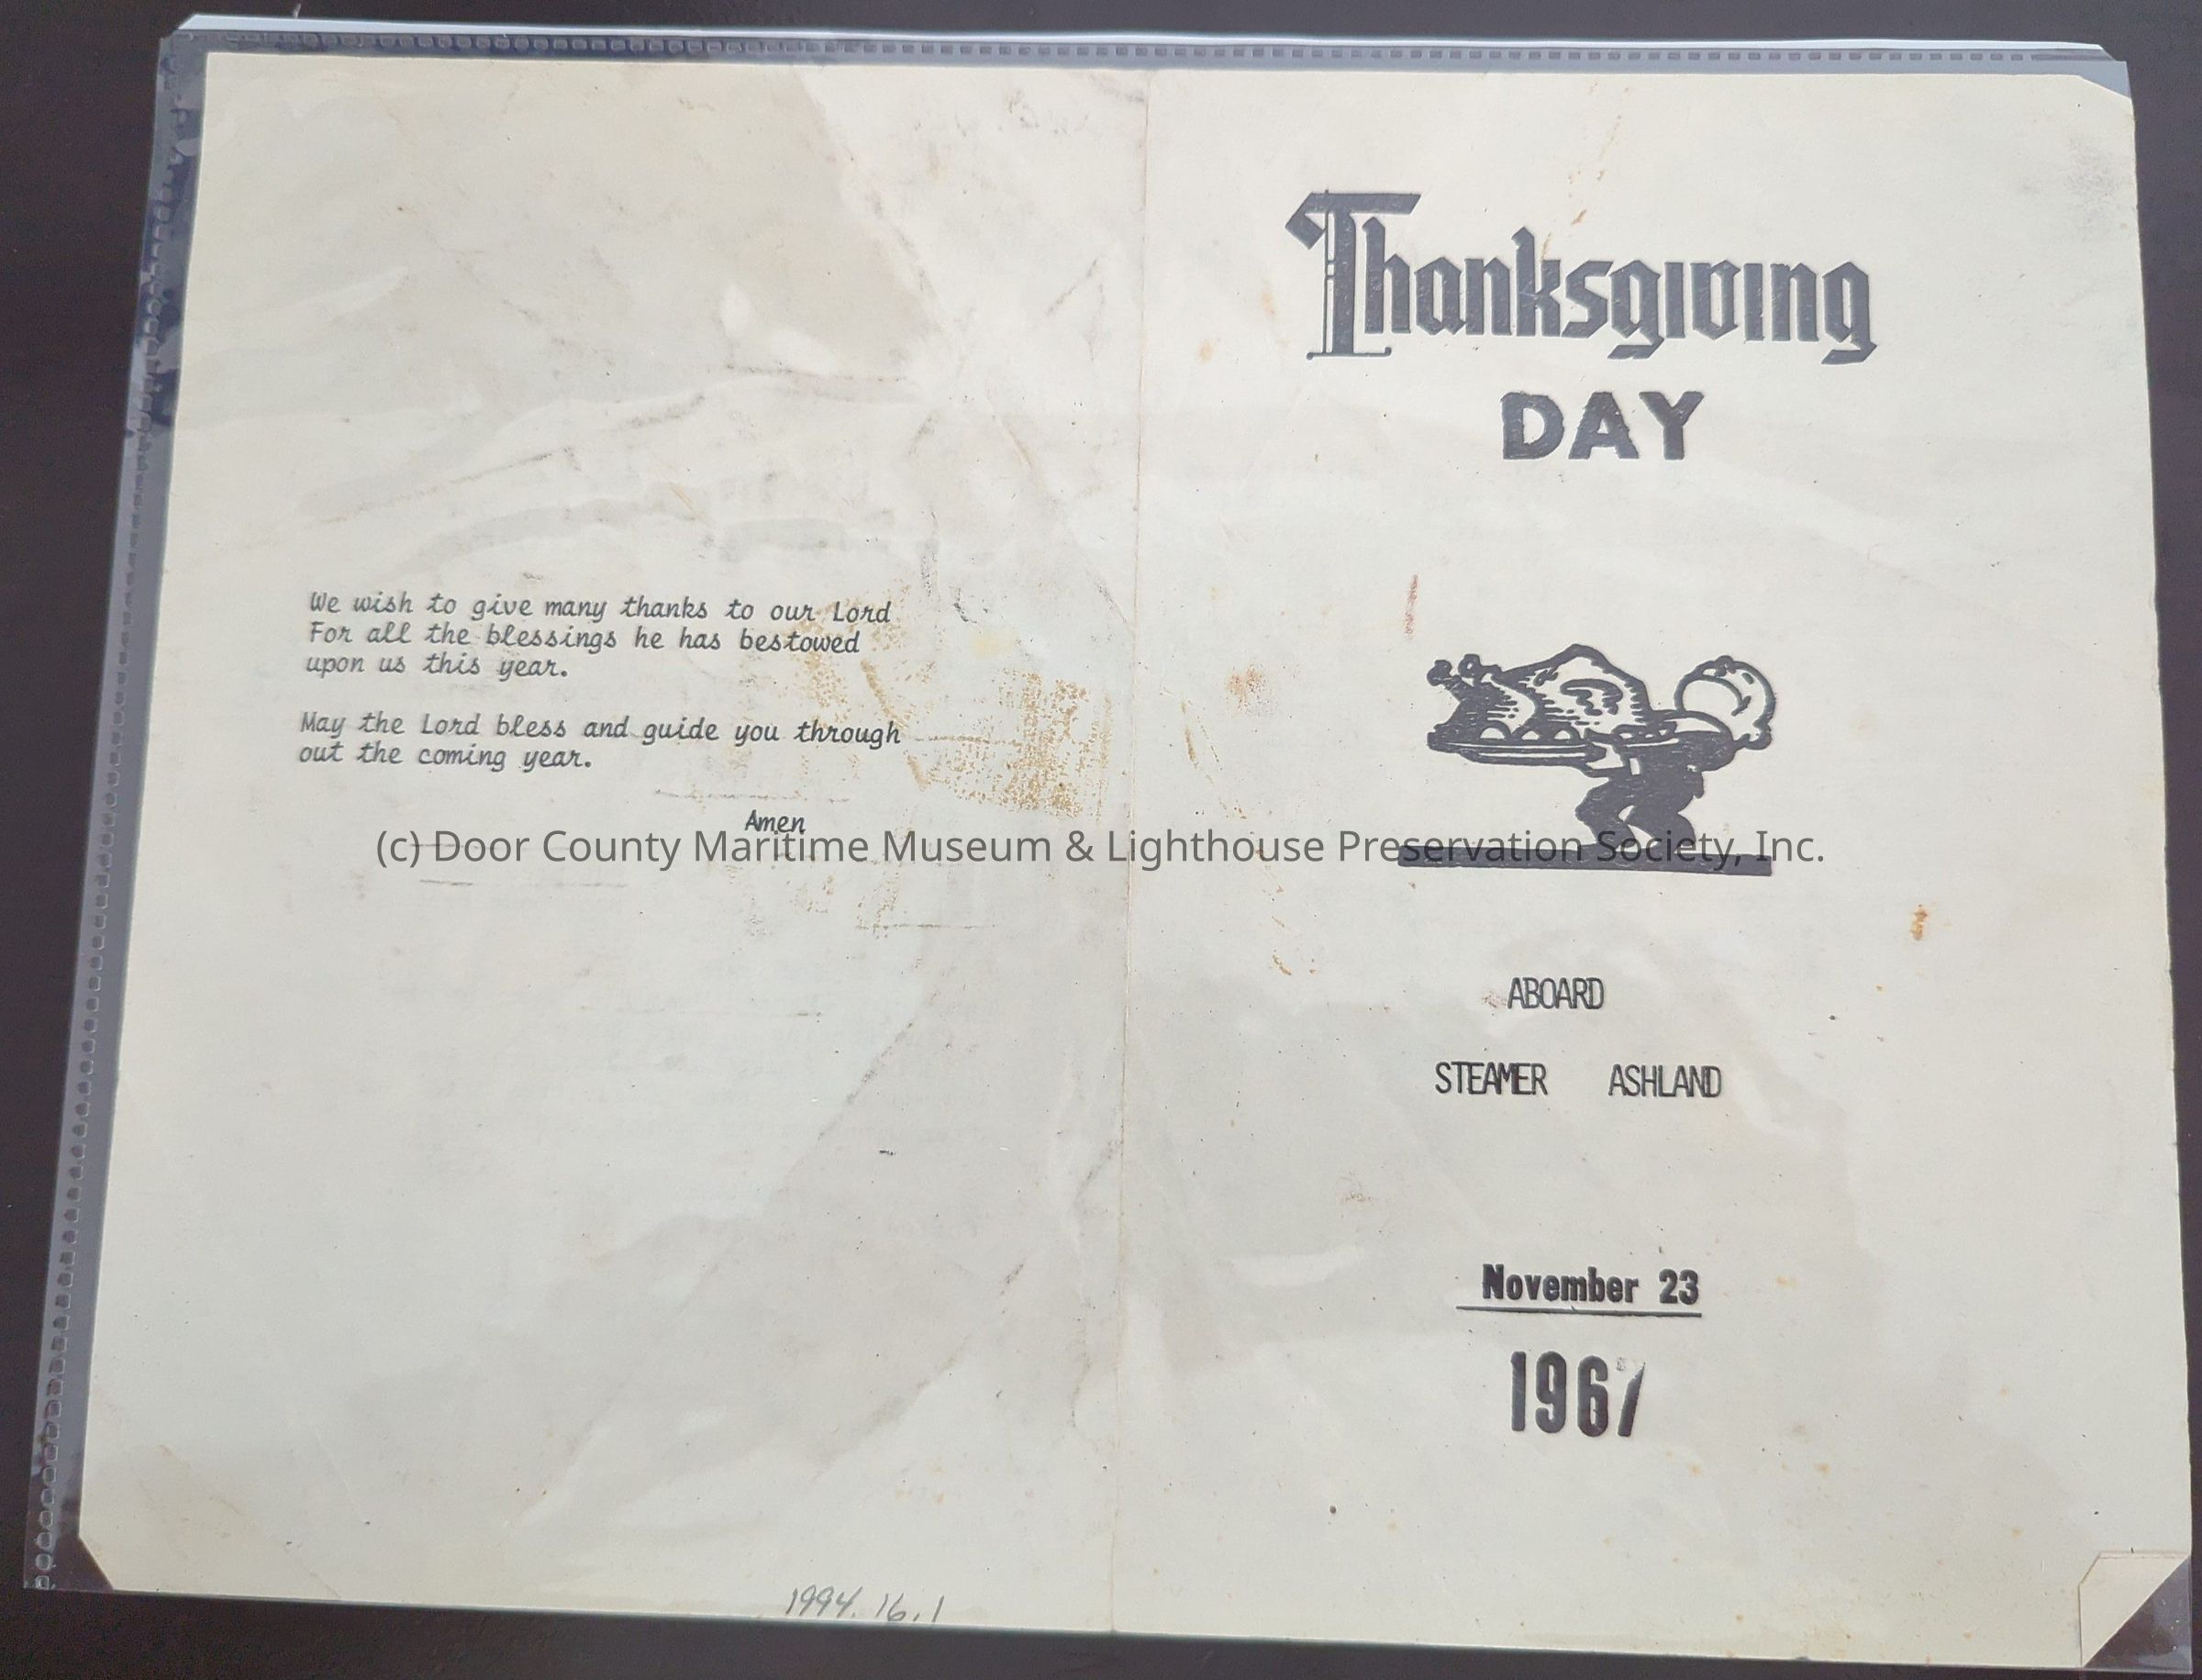 We wish to give many thanks to our Lord
For all the blessings he has bestowed
upon us this year.
May the Lord bless and guide you through
out the coming year.
Amen
1994.16.1
Thanksgiving
DAY
ABOARD
STEAMER ASHLAND
November 23
1967
(c) Door County Maritime Museum & Lighthouse Preservation Society, Inc.